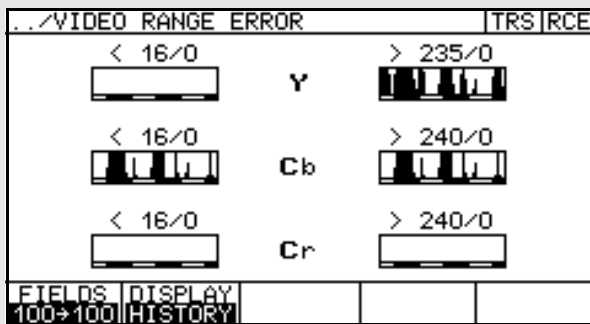 ../VIDEO RANGE ERROR TRS RCE
< 16/0 > 235/0
Y
< 16/0 > 240/0
Cb
< 16/0 > 240/0
Cr
FIELDS DISPLAY
100→100 HISTORY